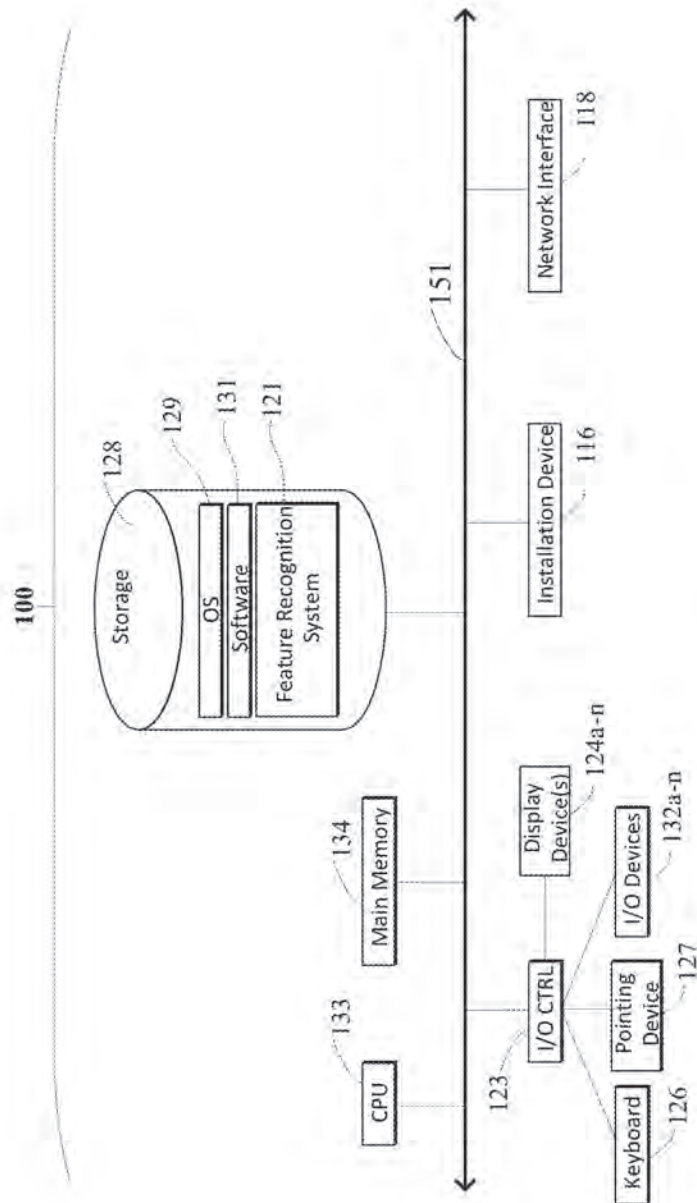 100
Storage
128
OS
129
Software
131
Feature Recognition
System
121
CPU
133
Main Memory
134
151
I/O CTRL
123
Display
Device(s)
124a-n
Keyboard
126
Pointing
Device
127
I/O Devices
132a-n
Installation Device
116
Network Interface
118